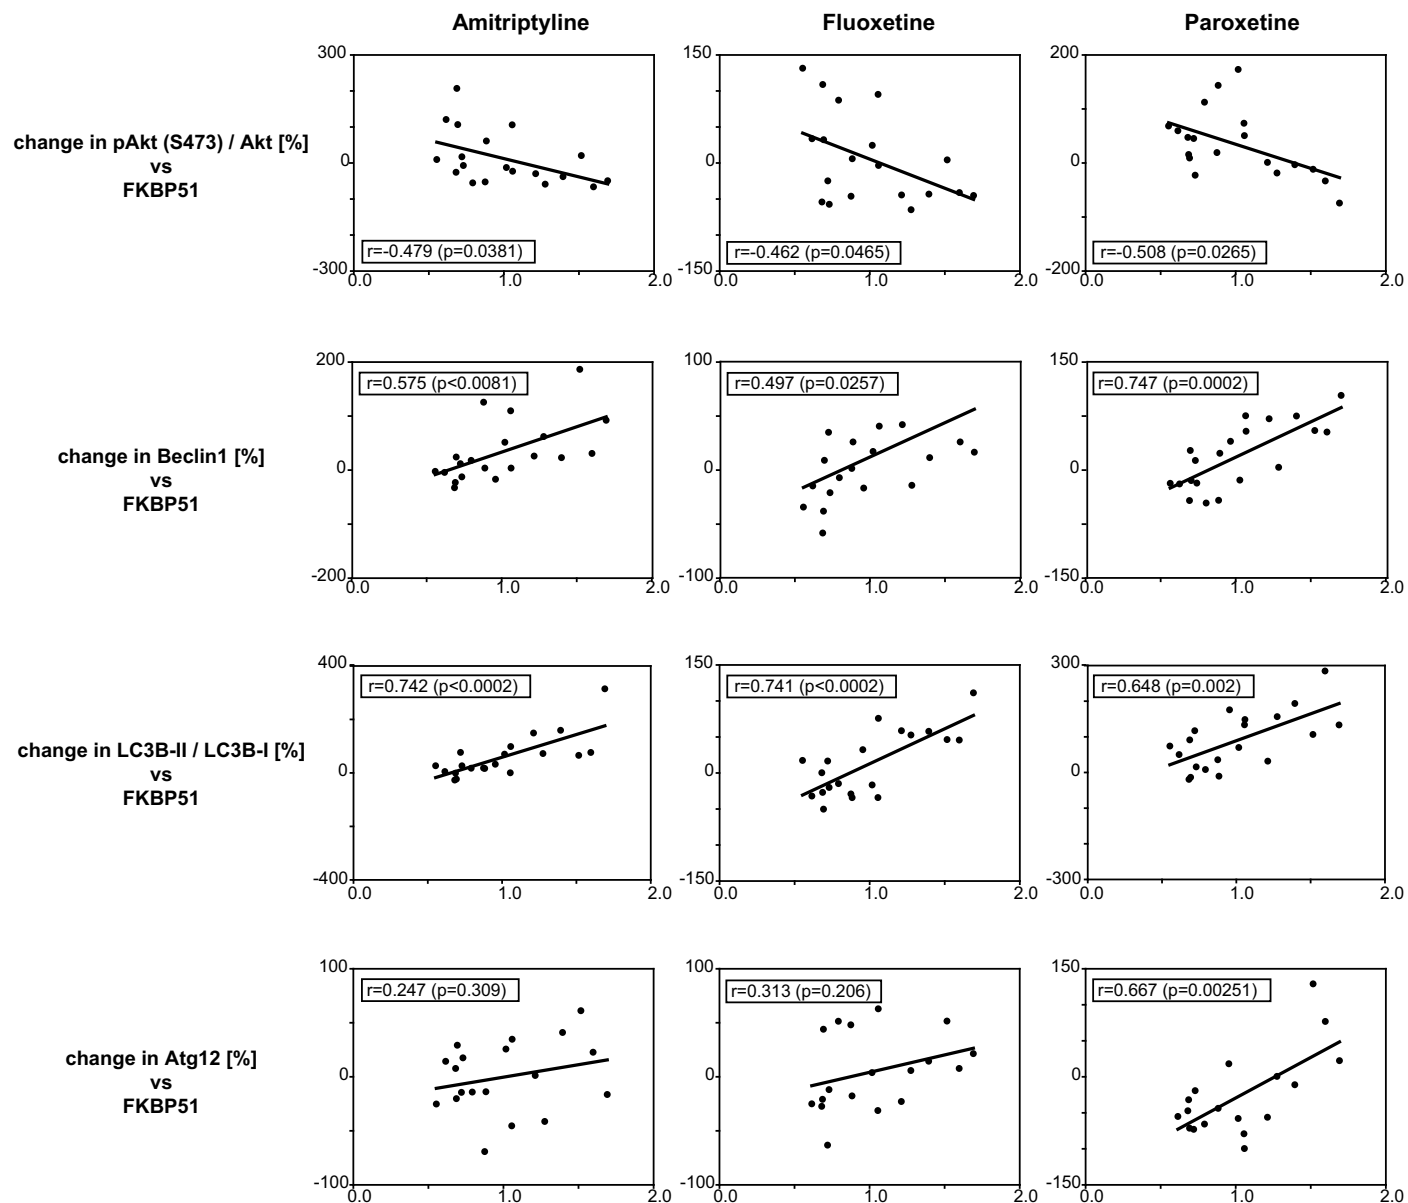 Amitriptyline Fluoxetine Paroxetine
change in pAkt (S473) / Akt [%]
vs
FKBP51
300
0
-300
0.0 1.0 2.0
r=-0.479 (p=0.0381)
150
0
-150
0.0 1.0 2.0
r=-0.462 (p=0.0465)
200
0
-200
0.0 1.0 2.0
r=-0.508 (p=0.0265)
change in Beclin1 [%]
vs
FKBP51
200
0
-200
0.0 1.0 2.0
r=0.575 (p<0.0081)
100
0
-100
0.0 1.0 2.0
r=0.497 (p=0.0257)
150
0
-150
0.0 1.0 2.0
r=0.747 (p=0.0002)
change in LC3B-II / LC3B-I [%]
vs
FKBP51
400
0
-400
0.0 1.0 2.0
r=0.742 (p<0.0002)
150
0
-150
0.0 1.0 2.0
r=0.741 (p<0.0002)
300
0
-300
0.0 1.0 2.0
r=0.648 (p=0.002)
change in Atg12 [%]
vs
FKBP51
100
0
-100
0.0 1.0 2.0
r=0.247 (p=0.309)
100
0
-100
0.0 1.0 2.0
r=0.313 (p=0.206)
150
0
-150
0.0 1.0 2.0
r=0.667 (p=0.00251)